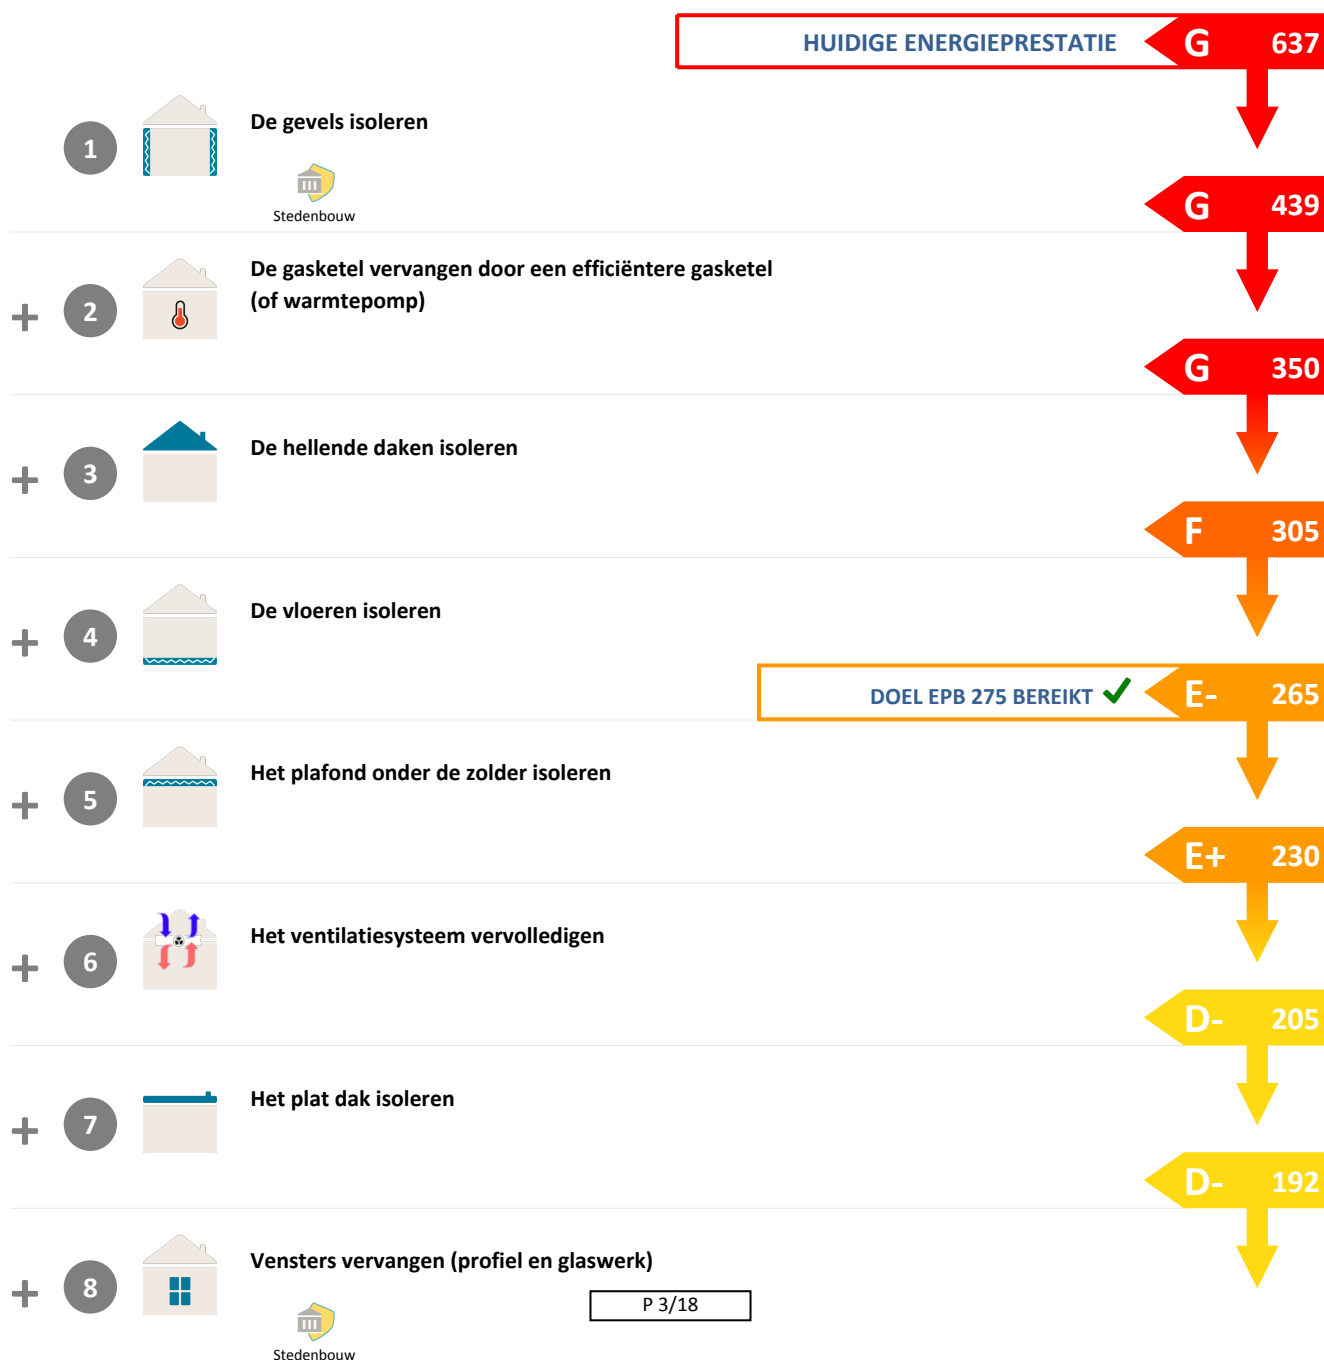 HUIDIGE ENERGIEPRESTATIE G 637
1 De gevels isoleren
Stedenbouw
G 439
+ 2 De gasketel vervangen door een efficiëntere gasketel
(of warmtepomp)
G 350
+ 3 De hellende daken isoleren
F 305
+ 4 De vloeren isoleren
DOEL EPB 275 BEREIKT ✓ E- 265
+ 5 Het plafond onder de zolder isoleren
E+ 230
+ 6 Het ventilatiesysteem vervolledigen
D- 205
+ 7 Het plat dak isoleren
D- 192
+ 8 Vensters vervangen (profiel en glaswerk)
P 3/18
Stedenbouw